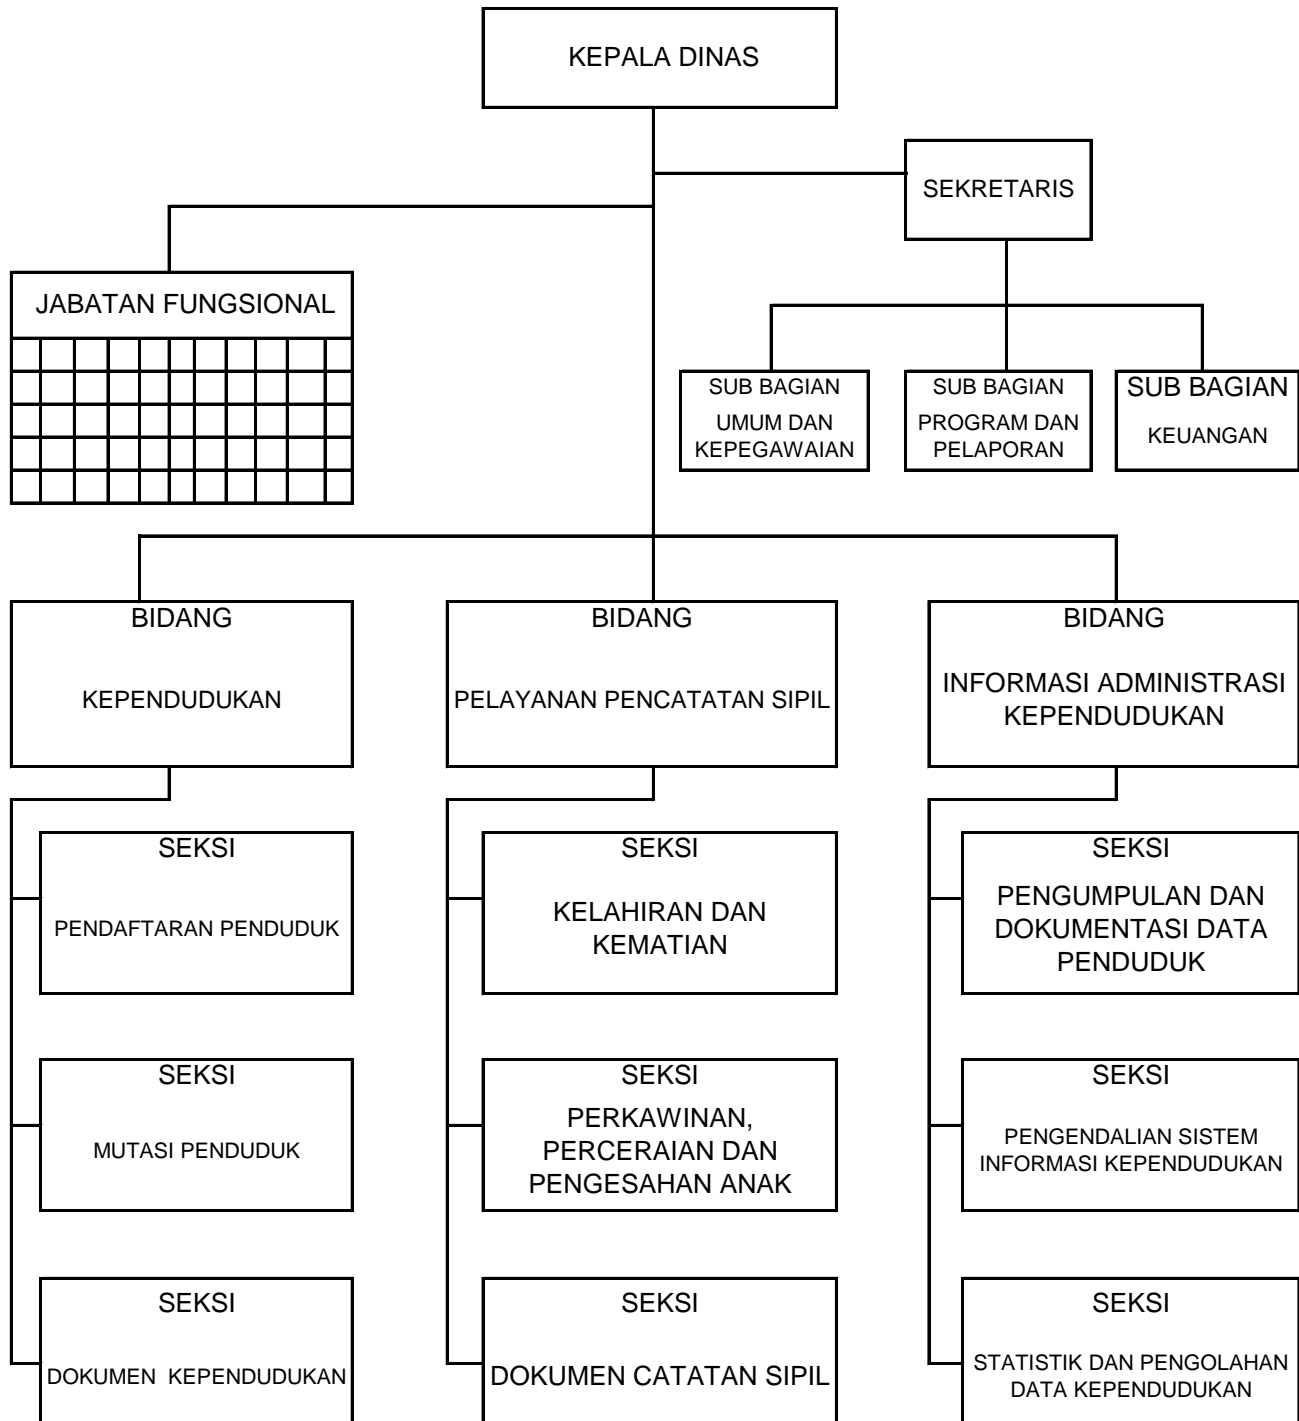 KEPALA DINAS
SEKRETARIS
JABATAN FUNGSIONAL
SUB BAGIAN
UMUM DAN
KEPEGAWAIAN
SUB BAGIAN
PROGRAM DAN
PELAPORAN
SUB BAGIAN
KEUANGAN
BIDANG
KEPENDUDUKAN
BIDANG
PELAYANAN PENCATATAN SIPIL
BIDANG
INFORMASI ADMINISTRASI
KEPENDUDUKAN
SEKSI
PENDAFTARAN PENDUDUK
SEKSI
KELAHIRAN DAN
KEMATIAN
SEKSI
PENGUMPULAN DAN
DOKUMENTASI DATA
PENDUDUK
SEKSI
MUTASI PENDUDUK
SEKSI
PERKAWINAN,
PERCERAIAN DAN
PENGESAHAN ANAK
SEKSI
PENGENDALIAN SISTEM
INFORMASI KEPENDUDUKAN
SEKSI
DOKUMEN  KEPENDUDUKAN
SEKSI
DOKUMEN CATATAN SIPIL
SEKSI
STATISTIK DAN PENGOLAHAN
DATA KEPENDUDUKAN